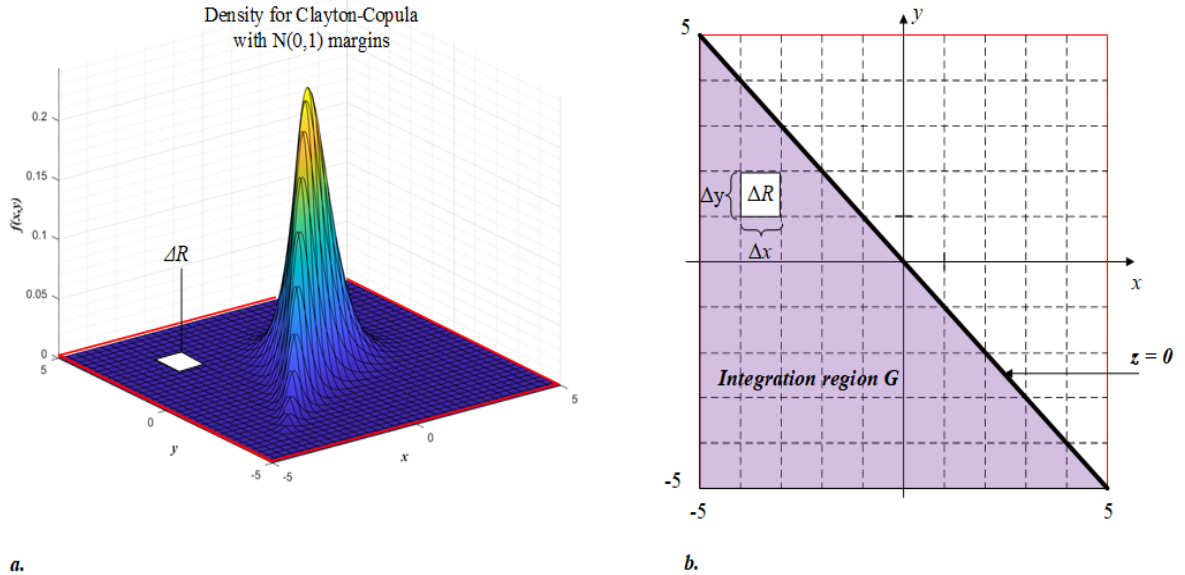 Density for Clayton-Copula
with N(0,1) margins
0.2
0.15
0.1
0.05
0
f(x,y)
ΔR
5
0
-5
y
-5
0
5
x
a.
y
5
Δy
ΔR
Δx
x
z = 0
Integration region G
-5
-5
5
b.